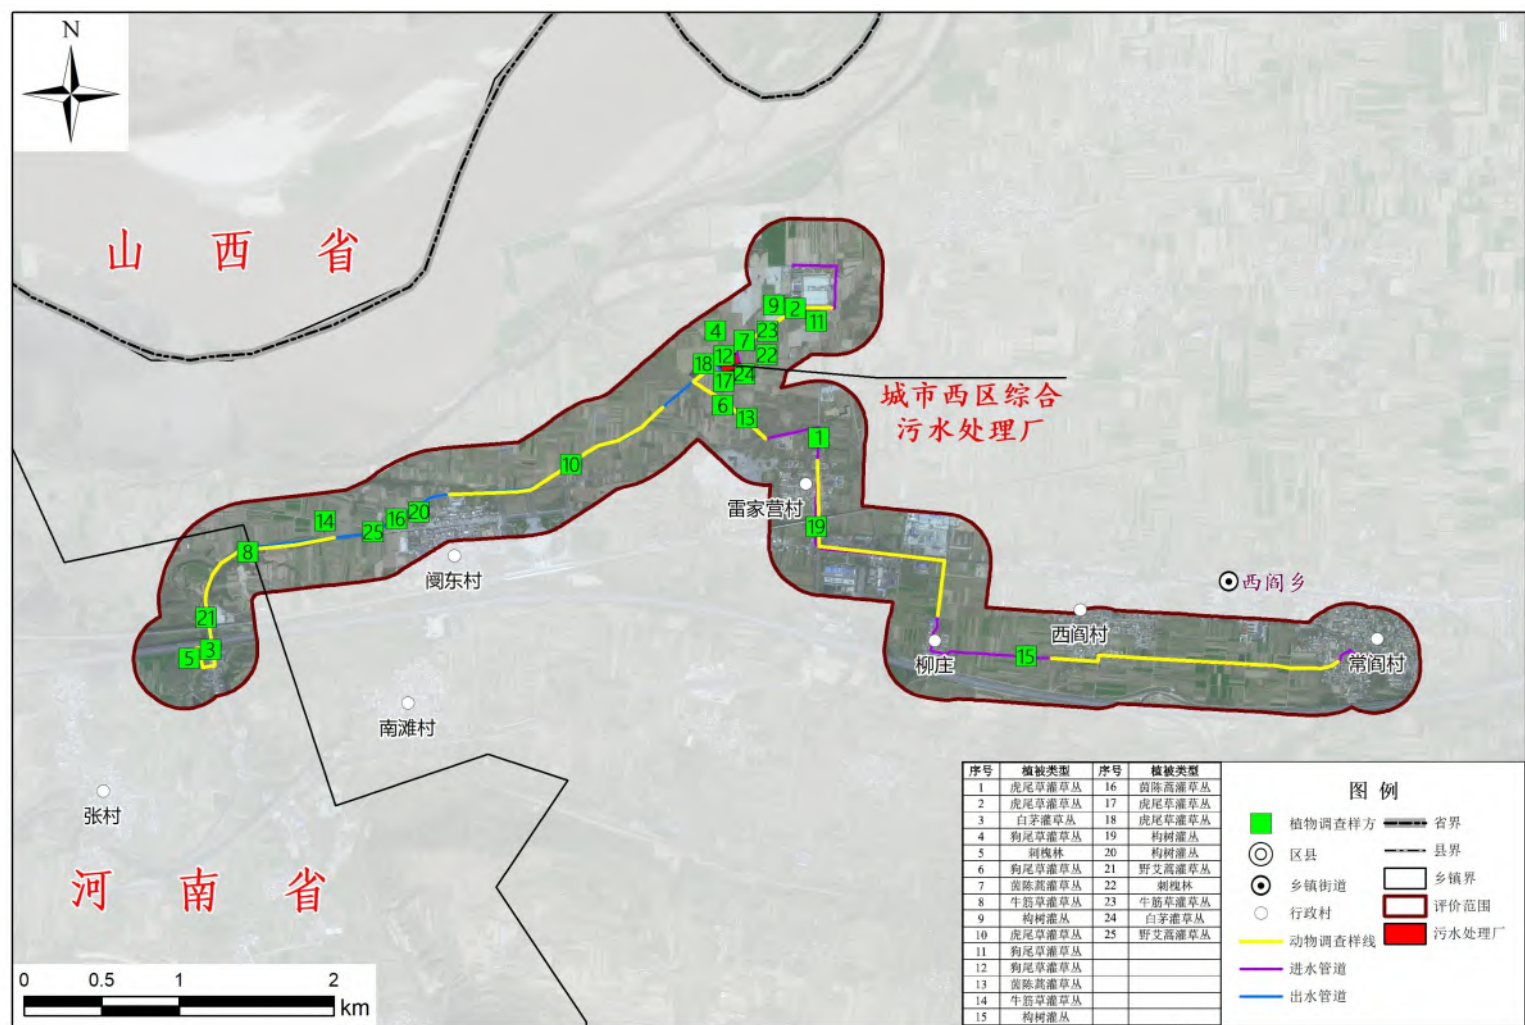 N
山西省
9
2
11
4
23
7
12
22
18
24
17
6
13
城市西区综合
污水处理厂
1
10
雷家营村
19
20
16
14
25
8
阌东村
西阎乡
21
西阎村
3
5
15
柳庄
常阎村
南滩村
张村
河南省
序号 植被类型 序号 植被类型
1 虎尾草灌草丛 16 茵陈蒿灌草丛
2 虎尾草灌草丛 17 虎尾草灌草丛
3 白茅灌草丛 18 虎尾草灌草丛
4 狗尾草灌草丛 19 构树灌丛
5 刺槐林 20 构树灌丛
6 狗尾草灌草丛 21 野艾蒿灌草丛
7 茵陈蒿灌草丛 22 刺槐林
8 牛筋草灌草丛 23 牛筋草灌草丛
9 构树灌丛 24 白茅灌草丛
10 虎尾草灌草丛 25 野艾蒿灌草丛
11 狗尾草灌草丛
12 狗尾草灌草丛
13 茵陈蒿灌草丛
14 牛筋草灌草丛
15 构树灌丛
图例
植物调查样方 省界
区县 县界
乡镇街道 乡镇界
行政村 评价范围
动物调查样线 污水处理厂
进水管道
出水管道
0 0.5 1 2
km